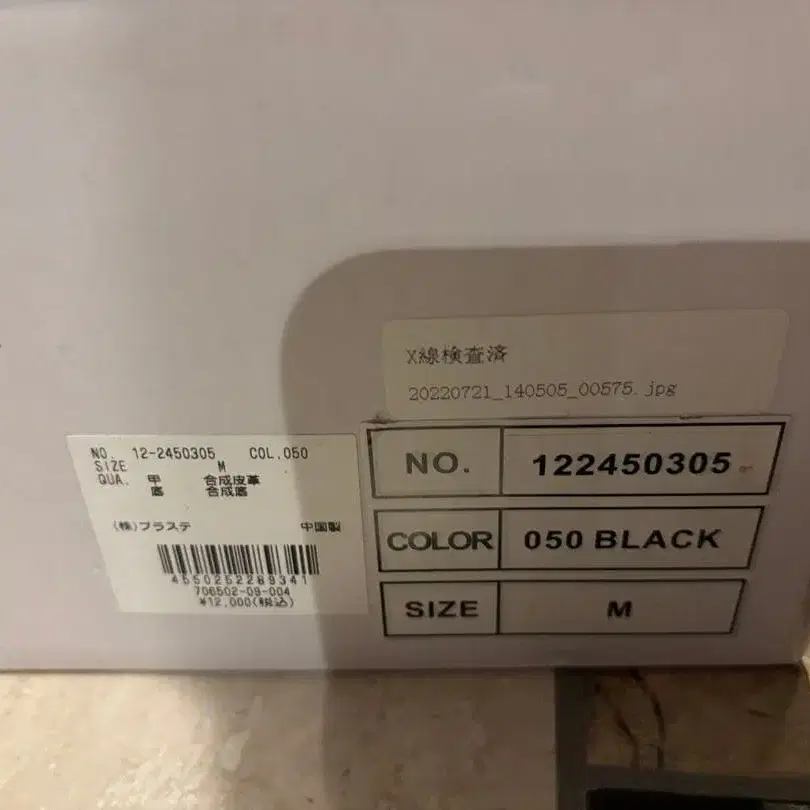 X線検査済
20220721_140505_00575.jpg
NO. 12-2450305 COL.050
SIZE M
QUA. 甲 合成皮革
底 合成底
(株)プラステ 中国製
4550252289341
706502-09-004
¥12,000(税込)
NO. 122450305
COLOR 050 BLACK
SIZE M